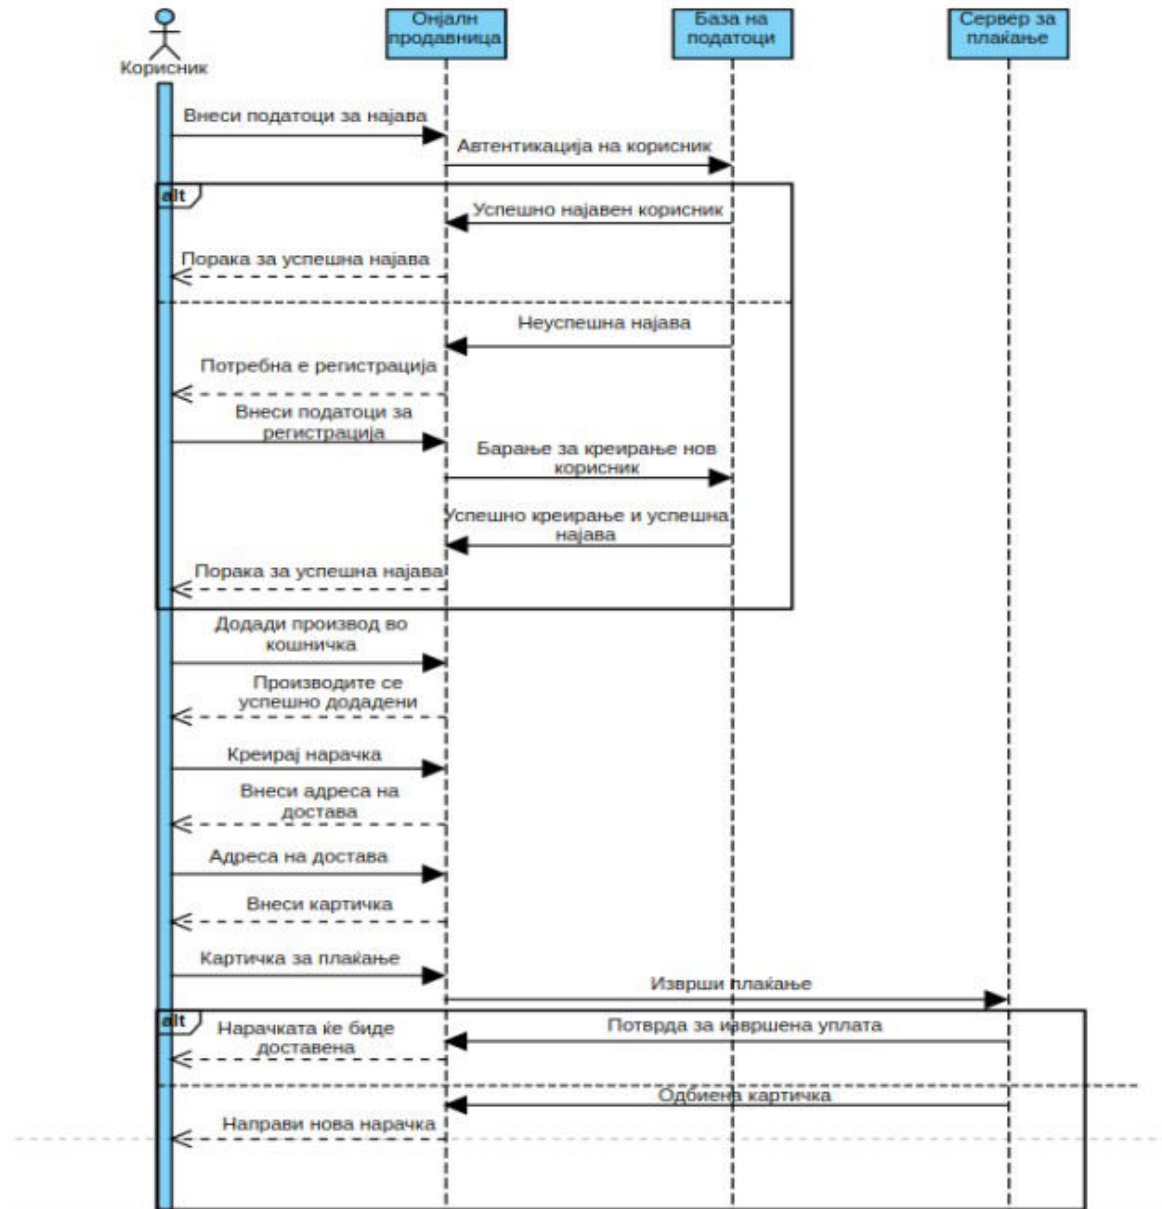 Корисник
Онјалн
продавница
База на
податоци
Сервер за
плаќање
Внеси податоци за најава
Автентикација на корисник
alt
Успешно најавен корисник
Порака за успешна најава
Неуспешна најава
Потребна е регистрација
Внеси податоци за
регистрација
Барање за креирање нов
корисник
Успешно креирање и успешна
најава
Порака за успешна најава
Додади производ во
кошничка
Производите се
успешно додадени
Креирај нарачка
Внеси адреса на
достава
Адреса на достава
Внеси картичка
Картичка за плаќање
Изврши плаќање
alt
Нарачката ќе биде
доставена
Потврда за извршена уплата
Одбиена картичка
Направи нова нарачка